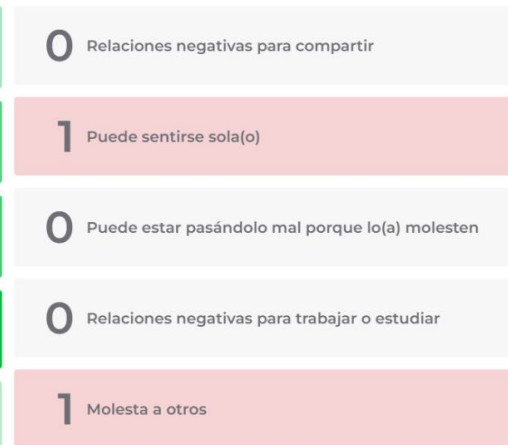 0 Relaciones negativas para compartir
1 Puede sentirse sola(o)
0 Puede estar pasándolo mal porque lo(a) molesten
0 Relaciones negativas para trabajar o estudiar
1 Molesta a otros